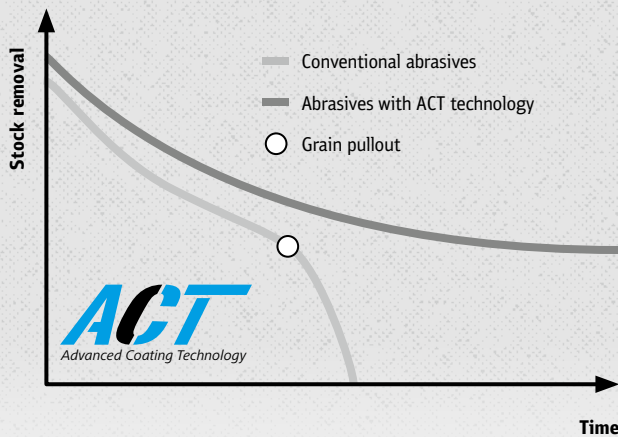 Stock removal
Conventional abrasives
Abrasives with ACT technology
Grain pullout
ACT
Advanced Coating Technology
Time